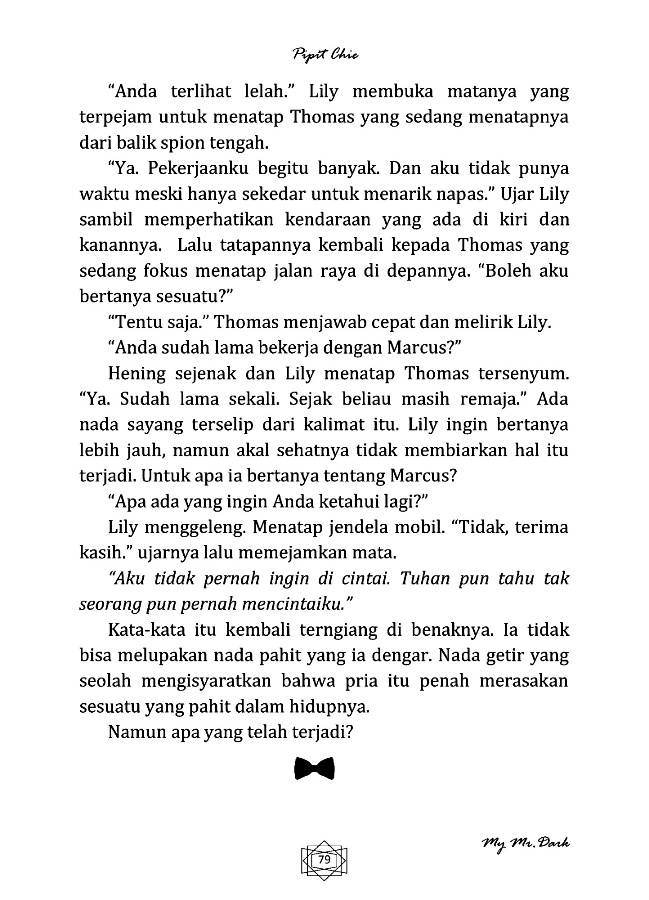 Pipit Chie
“Anda terlihat lelah.” Lily membuka matanya yang
terpejam untuk menatap Thomas yang sedang menatapnya
dari balik spion tengah.
“Ya. Pekerjaanku begitu banyak. Dan aku tidak punya
waktu meski hanya sekedar untuk menarik napas.” Ujar Lily
sambil memperhatikan kendaraan yang ada di kiri dan
kanannya. Lalu tatapannya kembali kepada Thomas yang
sedang fokus menatap jalan raya di depannya. “Boleh aku
bertanya sesuatu?”
“Tentu saja.” Thomas menjawab cepat dan melirik Lily.
“Anda sudah lama bekerja dengan Marcus?”
Hening sejenak dan Lily menatap Thomas tersenyum.
“Ya. Sudah lama sekali. Sejak beliau masih remaja.” Ada
nada sayang terselip dari kalimat itu. Lily ingin bertanya
lebih jauh, namun akal sehatnya tidak membiarkan hal itu
terjadi. Untuk apa ia bertanya tentang Marcus?
“Apa ada yang ingin Anda ketahui lagi?”
Lily menggeleng. Menatap jendela mobil. “Tidak, terima
kasih.” ujarnya lalu memejamkan mata.
“Aku tidak pernah ingin di cintai. Tuhan pun tahu tak
seorang pun pernah mencintaiku.”
Kata-kata itu kembali terngiang di benaknya. Ia tidak
bisa melupakan nada pahit yang ia dengar. Nada getir yang
seolah mengisyaratkan bahwa pria itu penah merasakan
sesuatu yang pahit dalam hidupnya.
Namun apa yang telah terjadi?
My Mr. Dark
79